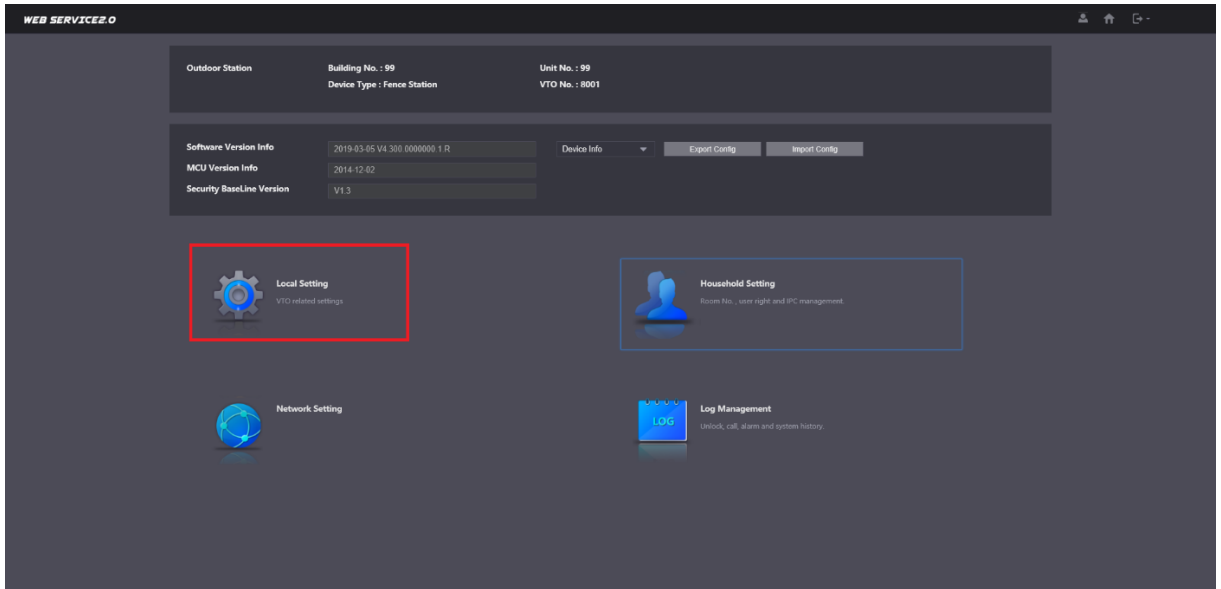 WEB SERVICE2.0
Outdoor Station Building No. : 99 Unit No. : 99
Device Type : Fence Station VTO No. : 8001
Software Version Info 2019-03-05 V4.300.0000000.1.R Device Info Export Config Import Config
MCU Version Info 2014-12-02
Security BaseLine Version V1.3
Local Setting
VTO related settings.
Household Setting
Room No. , user right and IPC management.
Network Setting
LOG
Log Management
Unlock, call, alarm and system history.